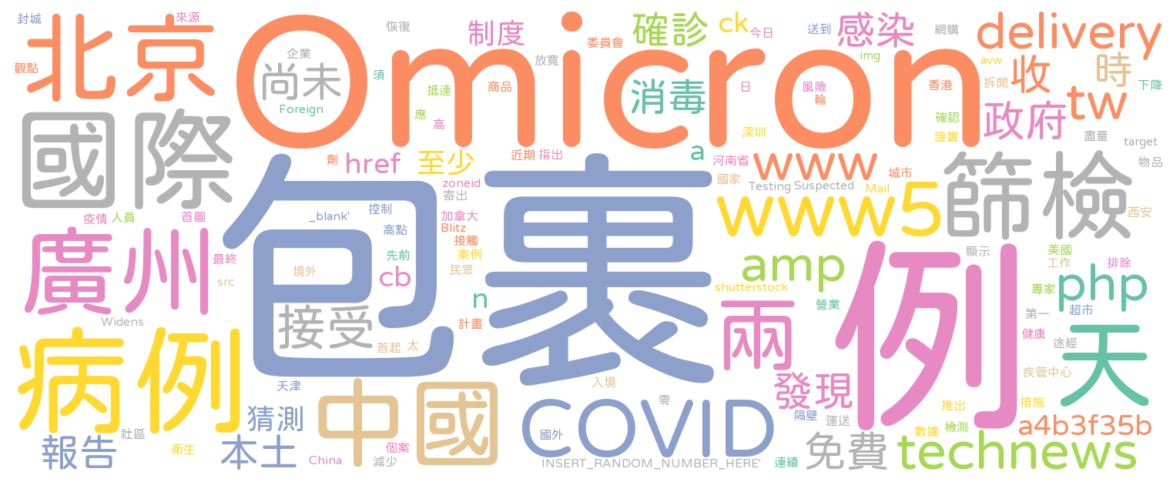 封城
來源
恢復
制度
委員會
確診
ck
今日
送到
感染
網購
delivery
觀點
北京
企業
尚未
Foreign
Omicron
須
抵達
應
高
商品
放寬
消毒
日
風險
輪
img
香港
avw
拆開
收
時
下降
tw
政府
確認
證實
盡量
target
物品
國際
劑
href
至少
近期
指出
a
深圳
河南省
國家
www
城市
Testing
Suspected
Mail
篩檢
西安
zoneid
寄出
疫情
人員
首圖
_blank'
控制
高點
加拿大
Blitz
接觸
www5
包裹
廣州
最終
src
境外
先前
案例
民眾
cb
n
amp
shutterstock
顯示
美國
工作
排除
php
專家
超市
例
Widens
接受
計畫
營業
兩
第一
健康
途經
天
病例
首起
太
疾管中心
中國
天津
入境
零
發現
隔壁
運送
推出
措施
猜測
報告
社區
衛生
本土
China
個案
減少
COVID
國外
INSERT_RANDOM_NUMBER_HERE'
連續
免費
數據
檢測
a4b3f35b
technews